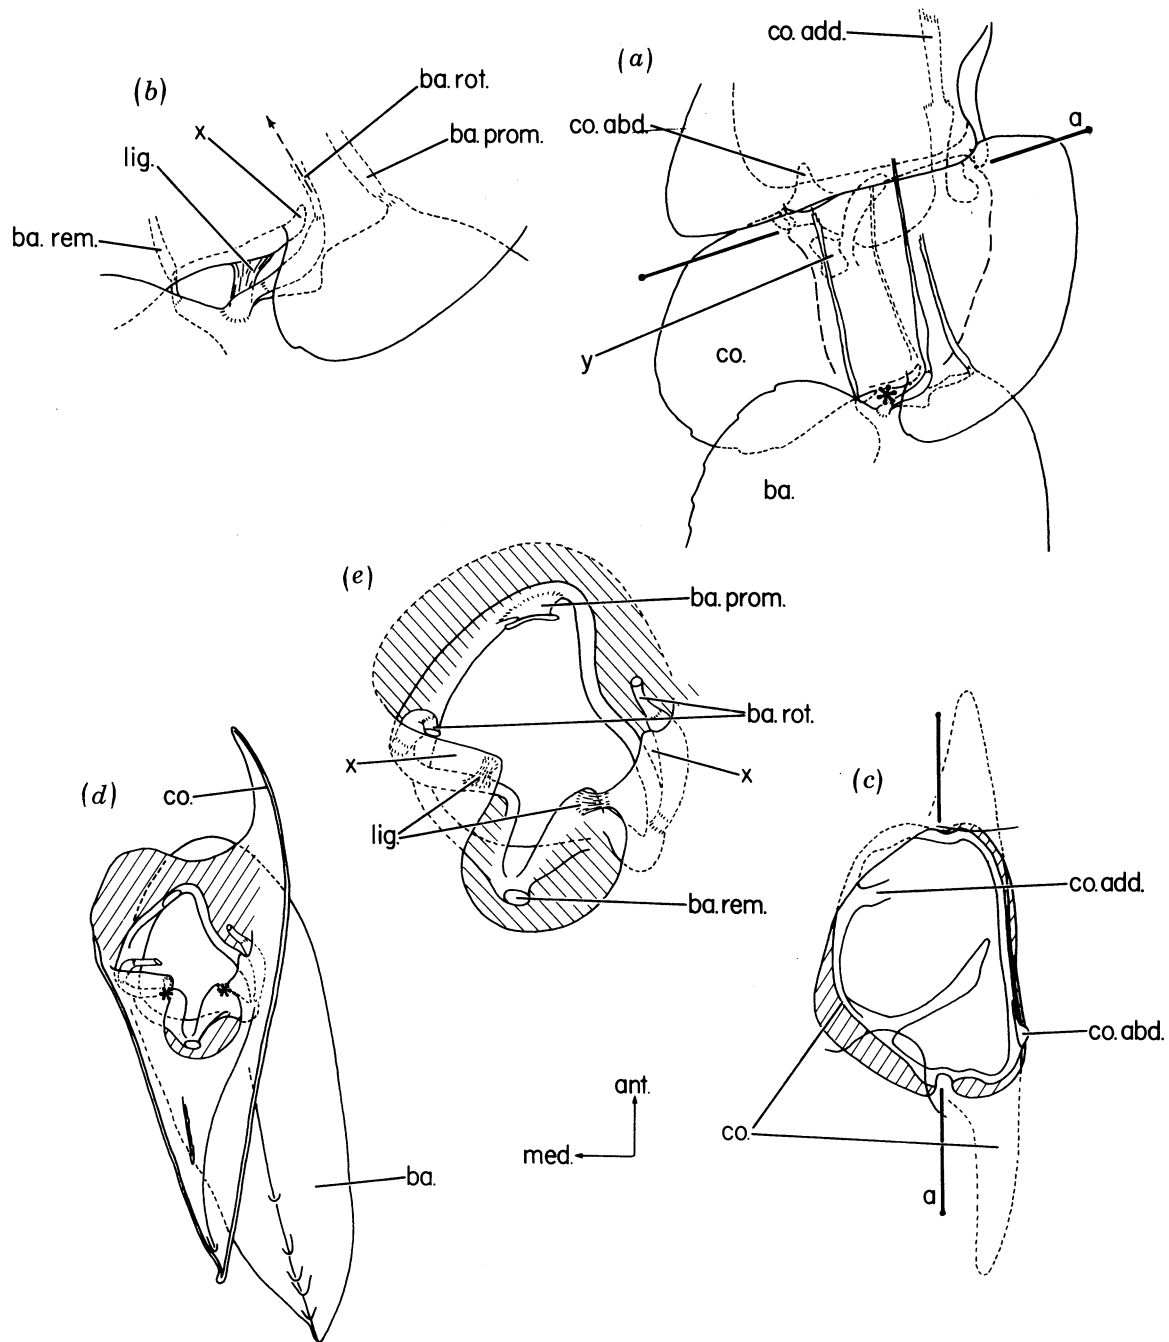 (a)
co. add.
co. abd.
a
y
co.
ba.
(b)
ba. rot.
x
ba. prom.
lig.
ba. rem.
(e)
ba. prom.
ba. rot.
x
x
lig.
ba. rem.
(d)
co.
ba.
ant.
med.
(c)
co. add.
co. abd.
co.
a